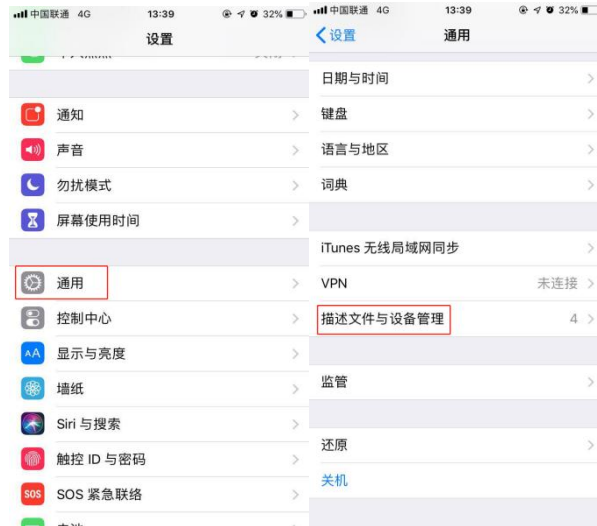 中国联通 4G 13:39 32%
设置
通知
声音
勿扰模式
屏幕使用时间
通用
控制中心
AA 显示与亮度
墙纸
Siri 与搜索
触控 ID 与密码
SOS SOS 紧急联络
中国联通 4G 13:39 32%
设置 通用
日期与时间
键盘
语言与地区
词典
iTunes 无线局域网同步
VPN 未连接
描述文件与设备管理 4
监管
还原
关机